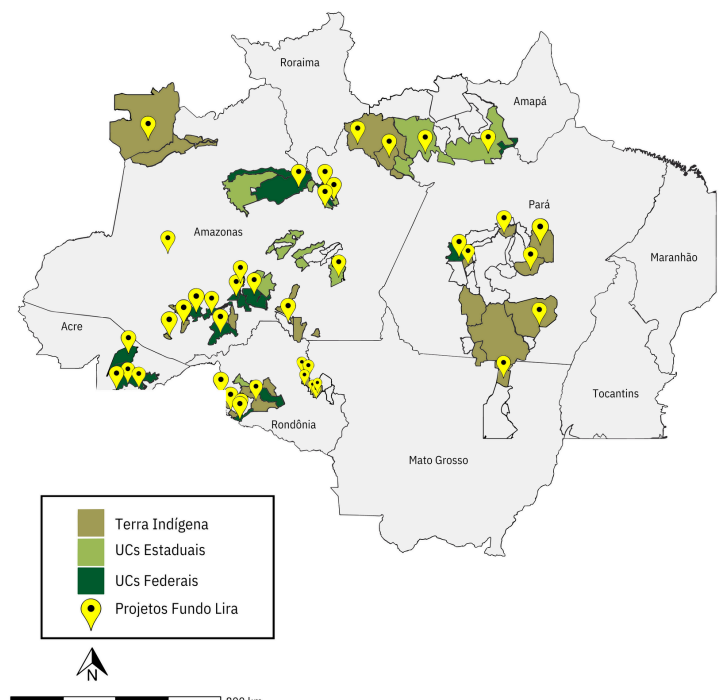 Roraima
Amapá
Pará
Amazonas
Maranhão
Acre
Tocantins
Rondônia
Mato Grosso
Terra Indígena
UCs Estaduais
UCs Federais
Projetos Fundo Lira
N